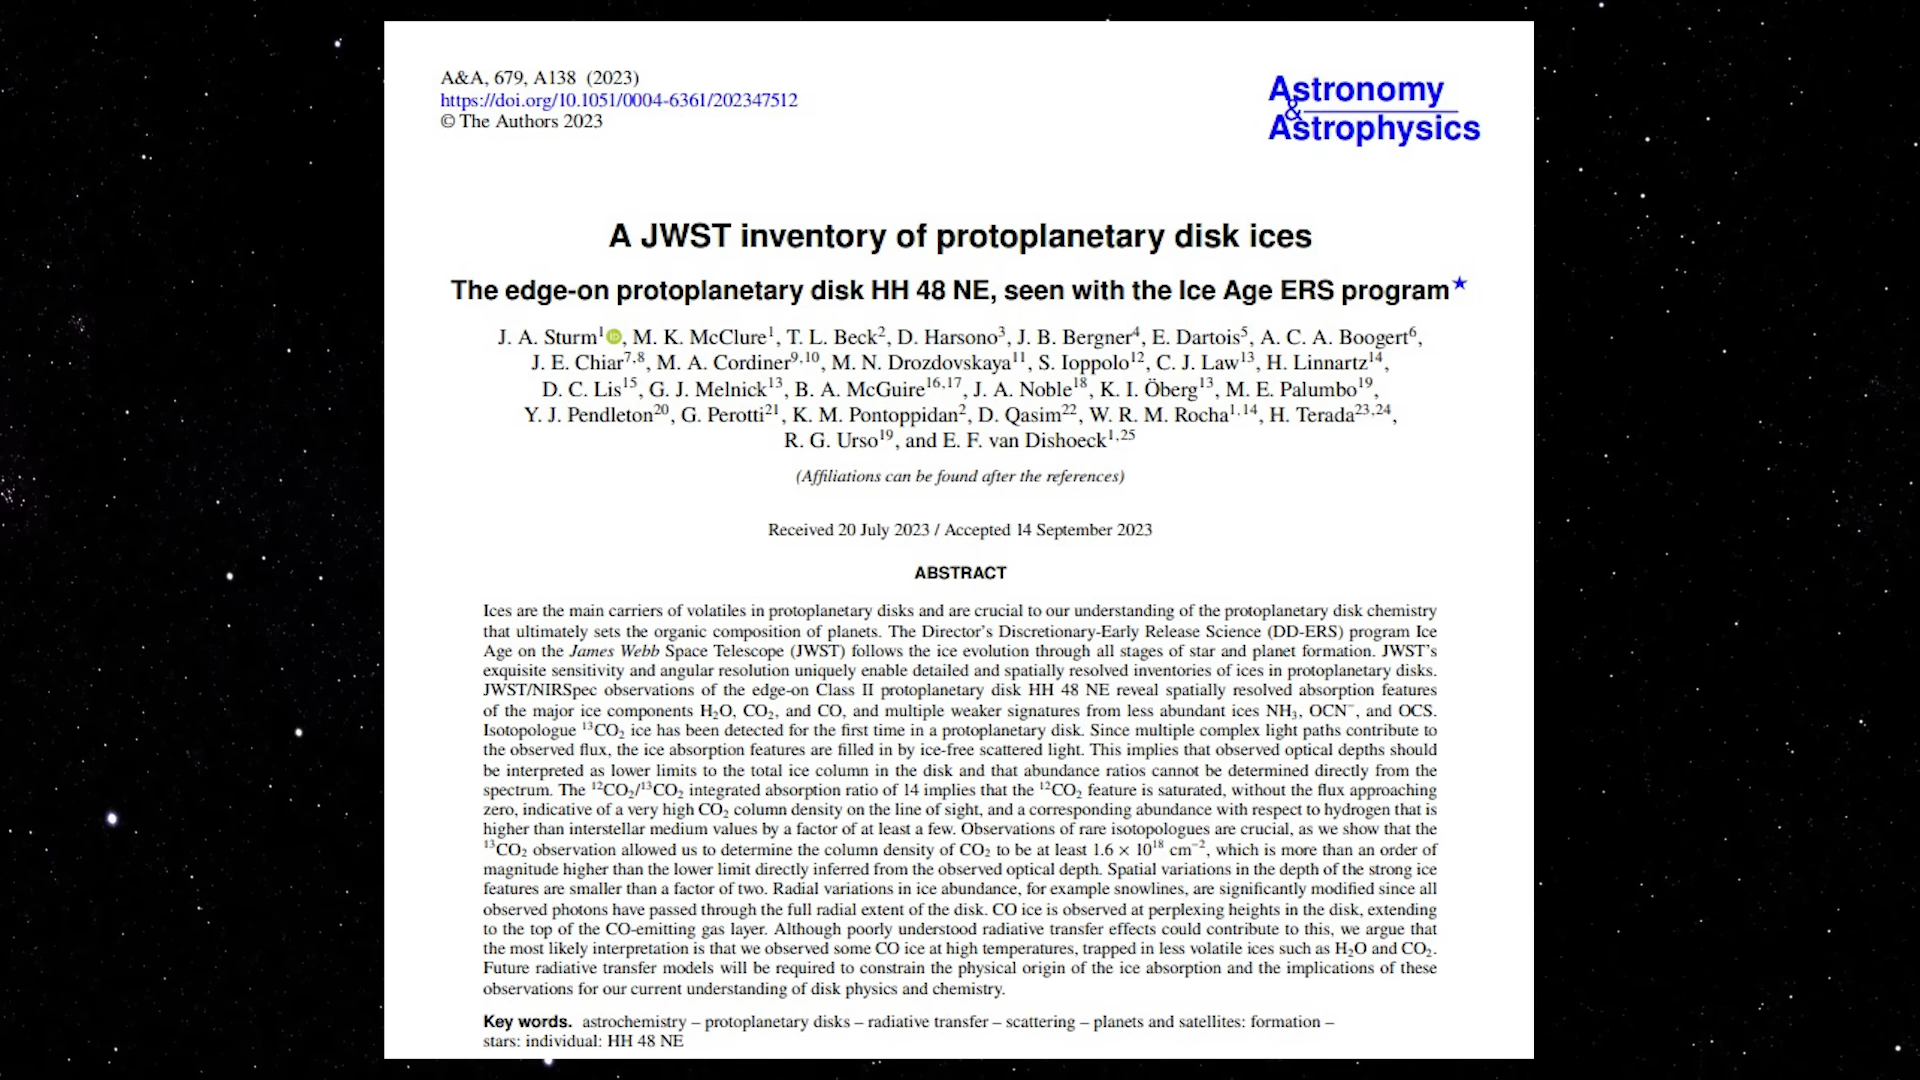 A&A, 679, A138 (2023)
https://doi.org/10.1051/0004-6361/202347512
© The Authors 2023
Astronomy
&
Astrophysics
A JWST inventory of protoplanetary disk ices
The edge-on protoplanetary disk HH 48 NE, seen with the Ice Age ERS program★
J. A. Sturm¹ iD, M. K. McClure¹, T. L. Beck², D. Harsono³, J. B. Bergner⁴, E. Dartois⁵, A. C. A. Boogert⁶,
J. E. Chiar⁷,⁸, M. A. Cordiner⁹,¹⁰, M. N. Drozdovskaya¹¹, S. Ioppolo¹², C. J. Law¹³, H. Linnartz¹⁴,
D. C. Lis¹⁵, G. J. Melnick¹³, B. A. McGuire¹⁶,¹⁷, J. A. Noble¹⁸, K. I. Öberg¹³, M. E. Palumbo¹⁹,
Y. J. Pendleton²⁰, G. Perotti²¹, K. M. Pontoppidan², D. Qasim²², W. R. M. Rocha¹,¹⁴, H. Terada²³,²⁴,
R. G. Urso¹⁹, and E. F. van Dishoeck¹,²⁵
(Affiliations can be found after the references)
Received 20 July 2023 / Accepted 14 September 2023
ABSTRACT
Ices are the main carriers of volatiles in protoplanetary disks and are crucial to our understanding of the protoplanetary disk chemistry
that ultimately sets the organic composition of planets. The Director's Discretionary-Early Release Science (DD-ERS) program Ice
Age on the James Webb Space Telescope (JWST) follows the ice evolution through all stages of star and planet formation. JWST's
exquisite sensitivity and angular resolution uniquely enable detailed and spatially resolved inventories of ices in protoplanetary disks.
JWST/NIRSpec observations of the edge-on Class II protoplanetary disk HH 48 NE reveal spatially resolved absorption features
of the major ice components H₂O, CO₂, and CO, and multiple weaker signatures from less abundant ices NH₃, OCN⁻, and OCS.
Isotopologue ¹³CO₂ ice has been detected for the first time in a protoplanetary disk. Since multiple complex light paths contribute to
the observed flux, the ice absorption features are filled in by ice-free scattered light. This implies that observed optical depths should
be interpreted as lower limits to the total ice column in the disk and that abundance ratios cannot be determined directly from the
spectrum. The ¹²CO₂/¹³CO₂ integrated absorption ratio of 14 implies that the ¹²CO₂ feature is saturated, without the flux approaching
zero, indicative of a very high CO₂ column density on the line of sight, and a corresponding abundance with respect to hydrogen that is
higher than interstellar medium values by a factor of at least a few. Observations of rare isotopologues are crucial, as we show that the
¹³CO₂ observation allowed us to determine the column density of CO₂ to be at least 1.6 × 10¹⁸ cm⁻², which is more than an order of
magnitude higher than the lower limit directly inferred from the observed optical depth. Spatial variations in the depth of the strong ice
features are smaller than a factor of two. Radial variations in ice abundance, for example snowlines, are significantly modified since all
observed photons have passed through the full radial extent of the disk. CO ice is observed at perplexing heights in the disk, extending
to the top of the CO-emitting gas layer. Although poorly understood radiative transfer effects could contribute to this, we argue that
the most likely interpretation is that we observed some CO ice at high temperatures, trapped in less volatile ices such as H₂O and CO₂.
Future radiative transfer models will be required to constrain the physical origin of the ice absorption and the implications of these
observations for our current understanding of disk physics and chemistry.
Key words. astrochemistry – protoplanetary disks – radiative transfer – scattering – planets and satellites: formation –
stars: individual: HH 48 NE